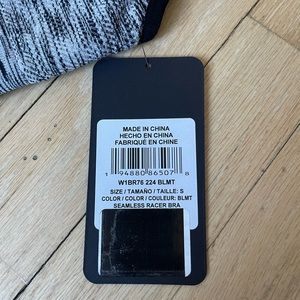 MADE IN CHINA
HECHO EN CHINA
FABRIQUÉ EN CHINE
1 94880 86507 8
W1BR76 224 BLMT
SIZE / TAMAÑO / TAILLE: S
COLOR / COLOR / COULEUR: BLMT
SEAMLESS RACER BRA